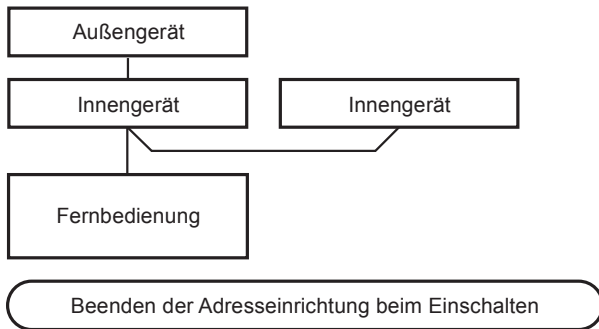 Außengerät
Innengerät
Innengerät
Fernbedienung
Beenden der Adresseinrichtung beim Einschalten